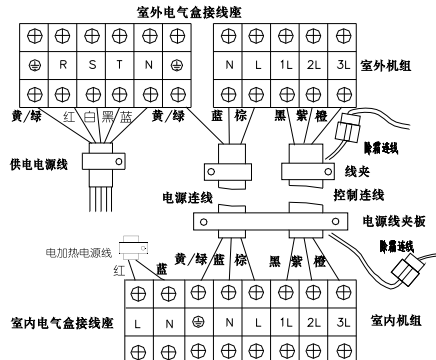 室外电气盒接线座
R S T N
N L 1L 2L 3L
室外机组
黄/绿 红 白 黑 蓝 黄/绿 蓝 棕 黑 紫 橙
除霜连线
供电电源线
线夹
电源连线
控制连线
电源线夹板
电加热电源线
除霜连线
红 蓝 黄/绿 蓝 棕 黑 紫 橙
室内电气盒接线座
L N N L 1L 2L 3L
室内机组